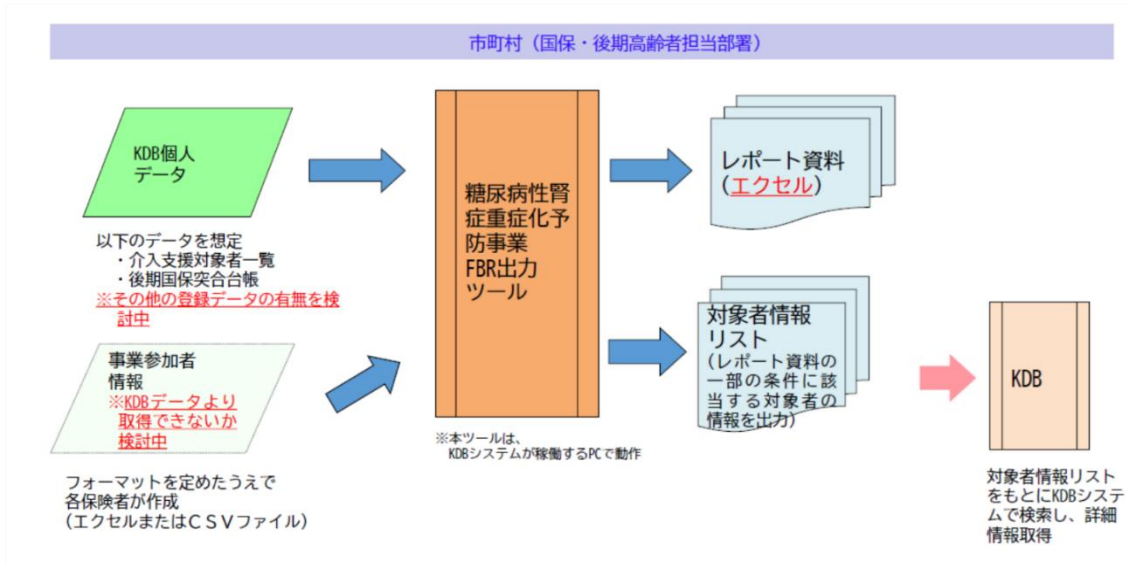 市町村（国保・後期高齢者担当部署）
KDB個人
データ
以下のデータを想定
・介入支援対象者一覧
・後期国保突合台帳
※その他の登録データの有無を検
討中
事業参加者
情報
※KDBデータより
取得できないか
検討中
フォーマットを定めたうえで
各保険者が作成
（エクセルまたはＣＳＶファイル）
糖尿病性腎
症重症化予
防事業
FBR出力
ツール
※本ツールは、
KDBシステムが稼働するPCで動作
レポート資料
（エクセル）
対象者情報
リスト
（レポート資料の
一部の条件に該
当する対象者の
情報を出力）
KDB
対象者情報リスト
をもとにKDBシステ
ムで検索し、詳細
情報取得